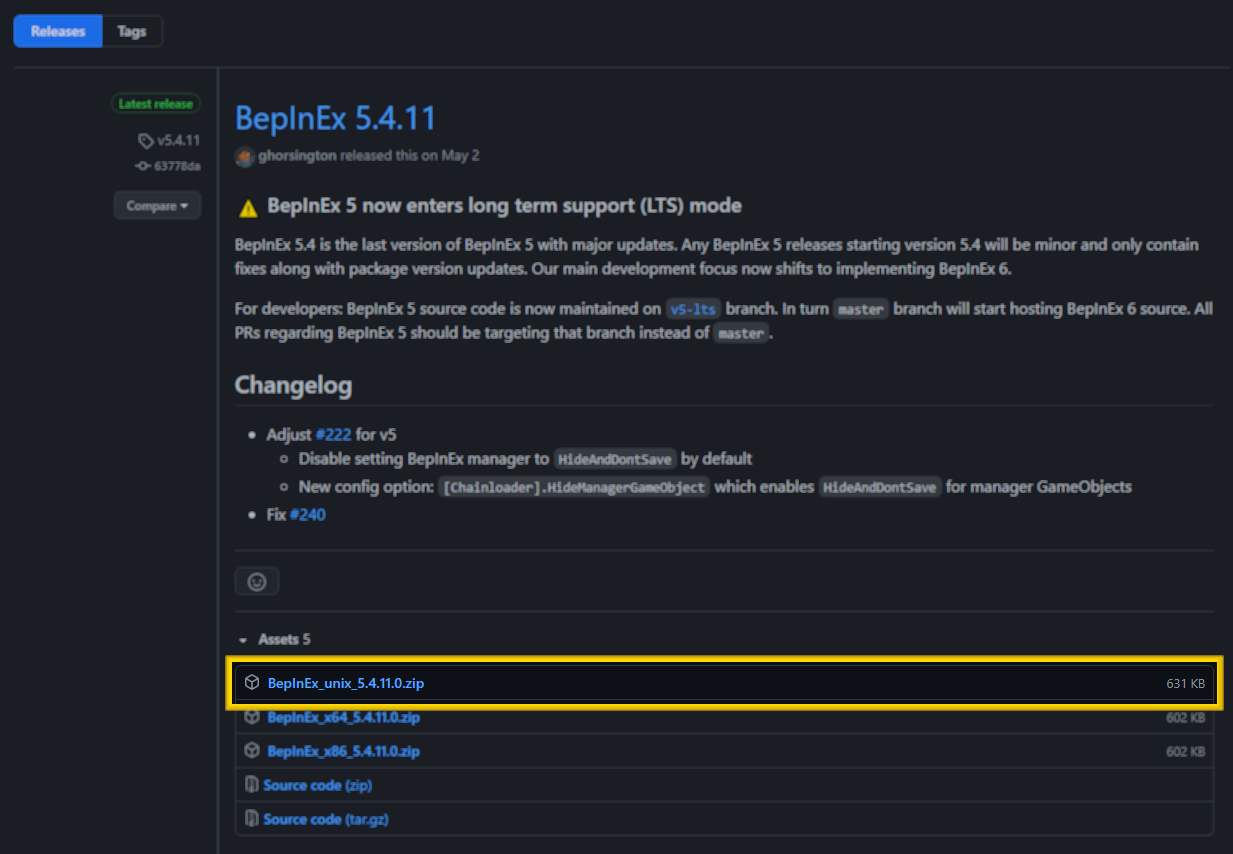 Releases Tags
Latest release
v5.4.11
63778da
Compare
BepInEx 5.4.11
ghorsington released this on May 2
BepInEx 5 now enters long term support (LTS) mode
BepInEx 5.4 is the last version of BepInEx 5 with major updates. Any BepInEx 5 releases starting version 5.4 will be minor and only contain
fixes along with package version updates. Our main development focus now shifts to implementing BepInEx 6.
For developers: BepInEx 5 source code is now maintained on v5-lts branch. In turn master branch will start hosting BepInEx 6 source. All
PRs regarding BepInEx 5 should be targeting that branch instead of master.
Changelog
Adjust #222 for v5
Disable setting BepInEx manager to HideAndDontSave by default
New config option: [Chainloader].HideManagerGameObject which enables HideAndDontSave for manager GameObjects
Fix #240
Assets 5
BepInEx_unix_5.4.11.0.zip 631 KB
BepInEx_x64_5.4.11.0.zip 602 KB
BepInEx_x86_5.4.11.0.zip 602 KB
Source code (zip)
Source code (tar.gz)